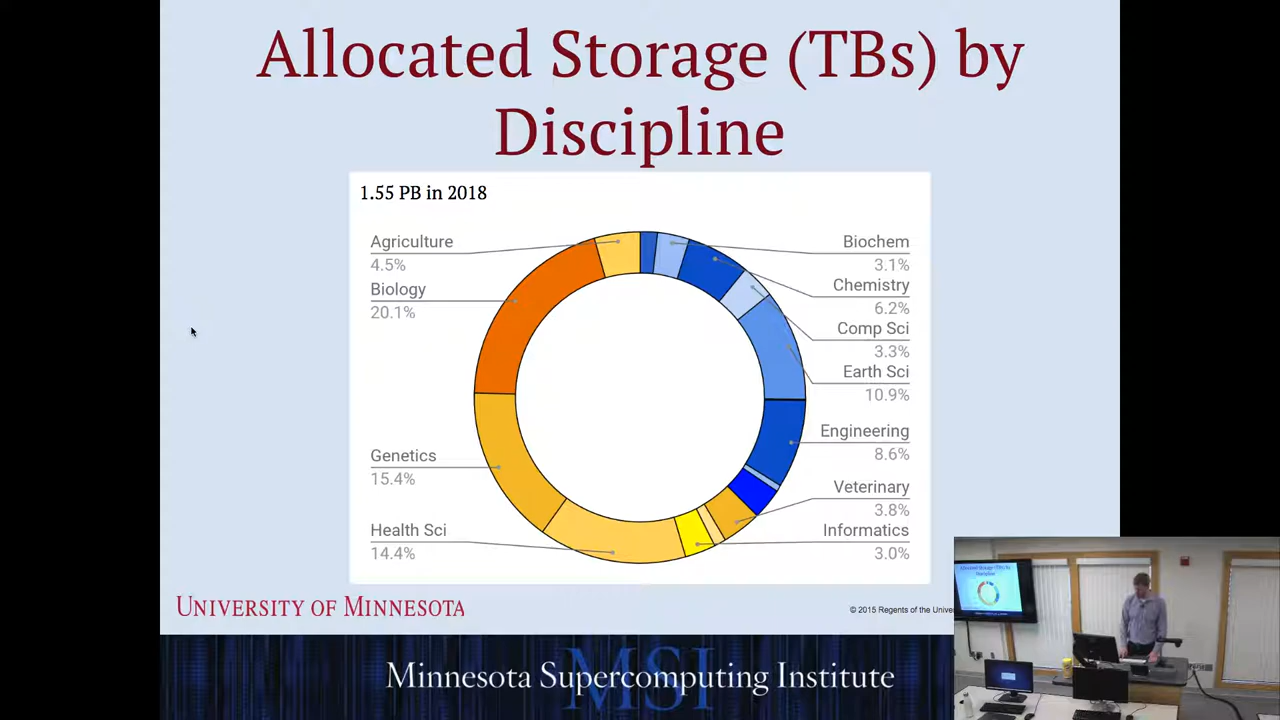 Allocated Storage (TBs) by
Discipline
1.55 PB in 2018
Agriculture
4.5%
Biology
20.1%
Genetics
15.4%
Health Sci
14.4%
Biochem
3.1%
Chemistry
6.2%
Comp Sci
3.3%
Earth Sci
10.9%
Engineering
8.6%
Veterinary
3.8%
Informatics
3.0%
UNIVERSITY OF MINNESOTA
© 2015 Regents of the
MSI
Minnesota Supercomputing Institute